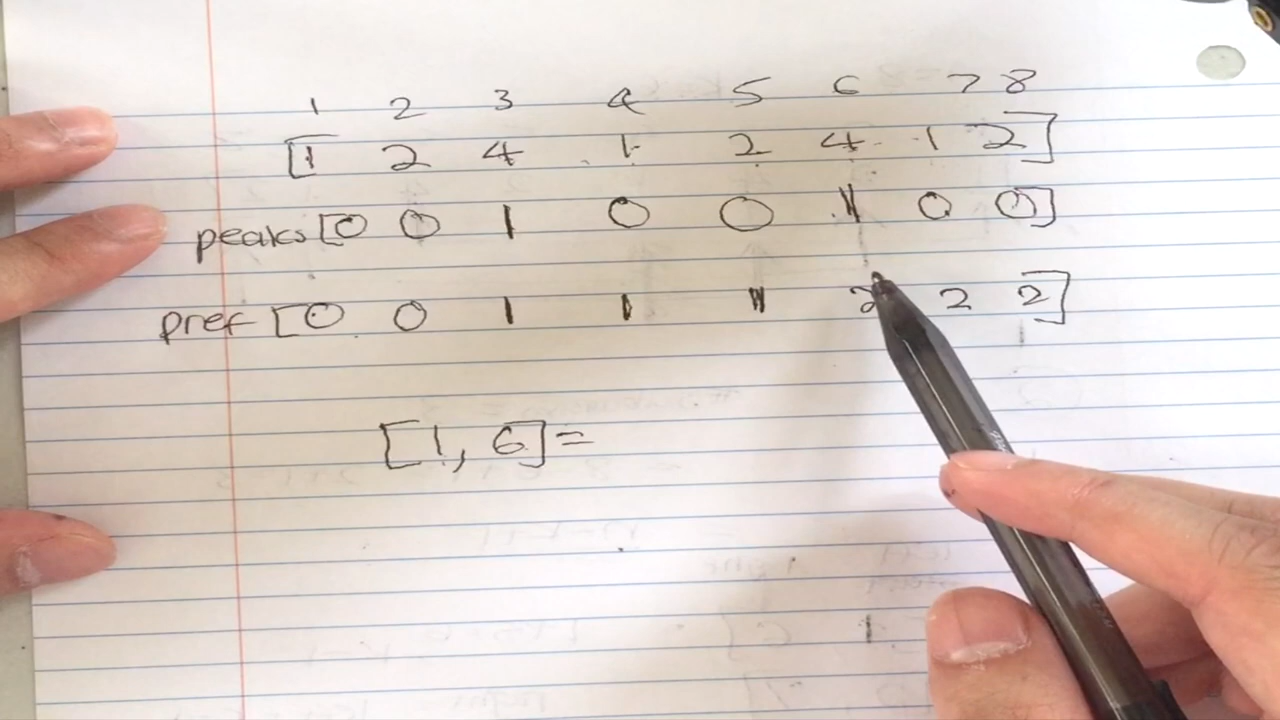 1 2 3 4 5 6 7 8
[1 2 4 1 2 4 1 2]
peaks [0 0 1 0 0 1 0 0]
pref [0 0 1 1 1 2 2 2]
[1, 6] =